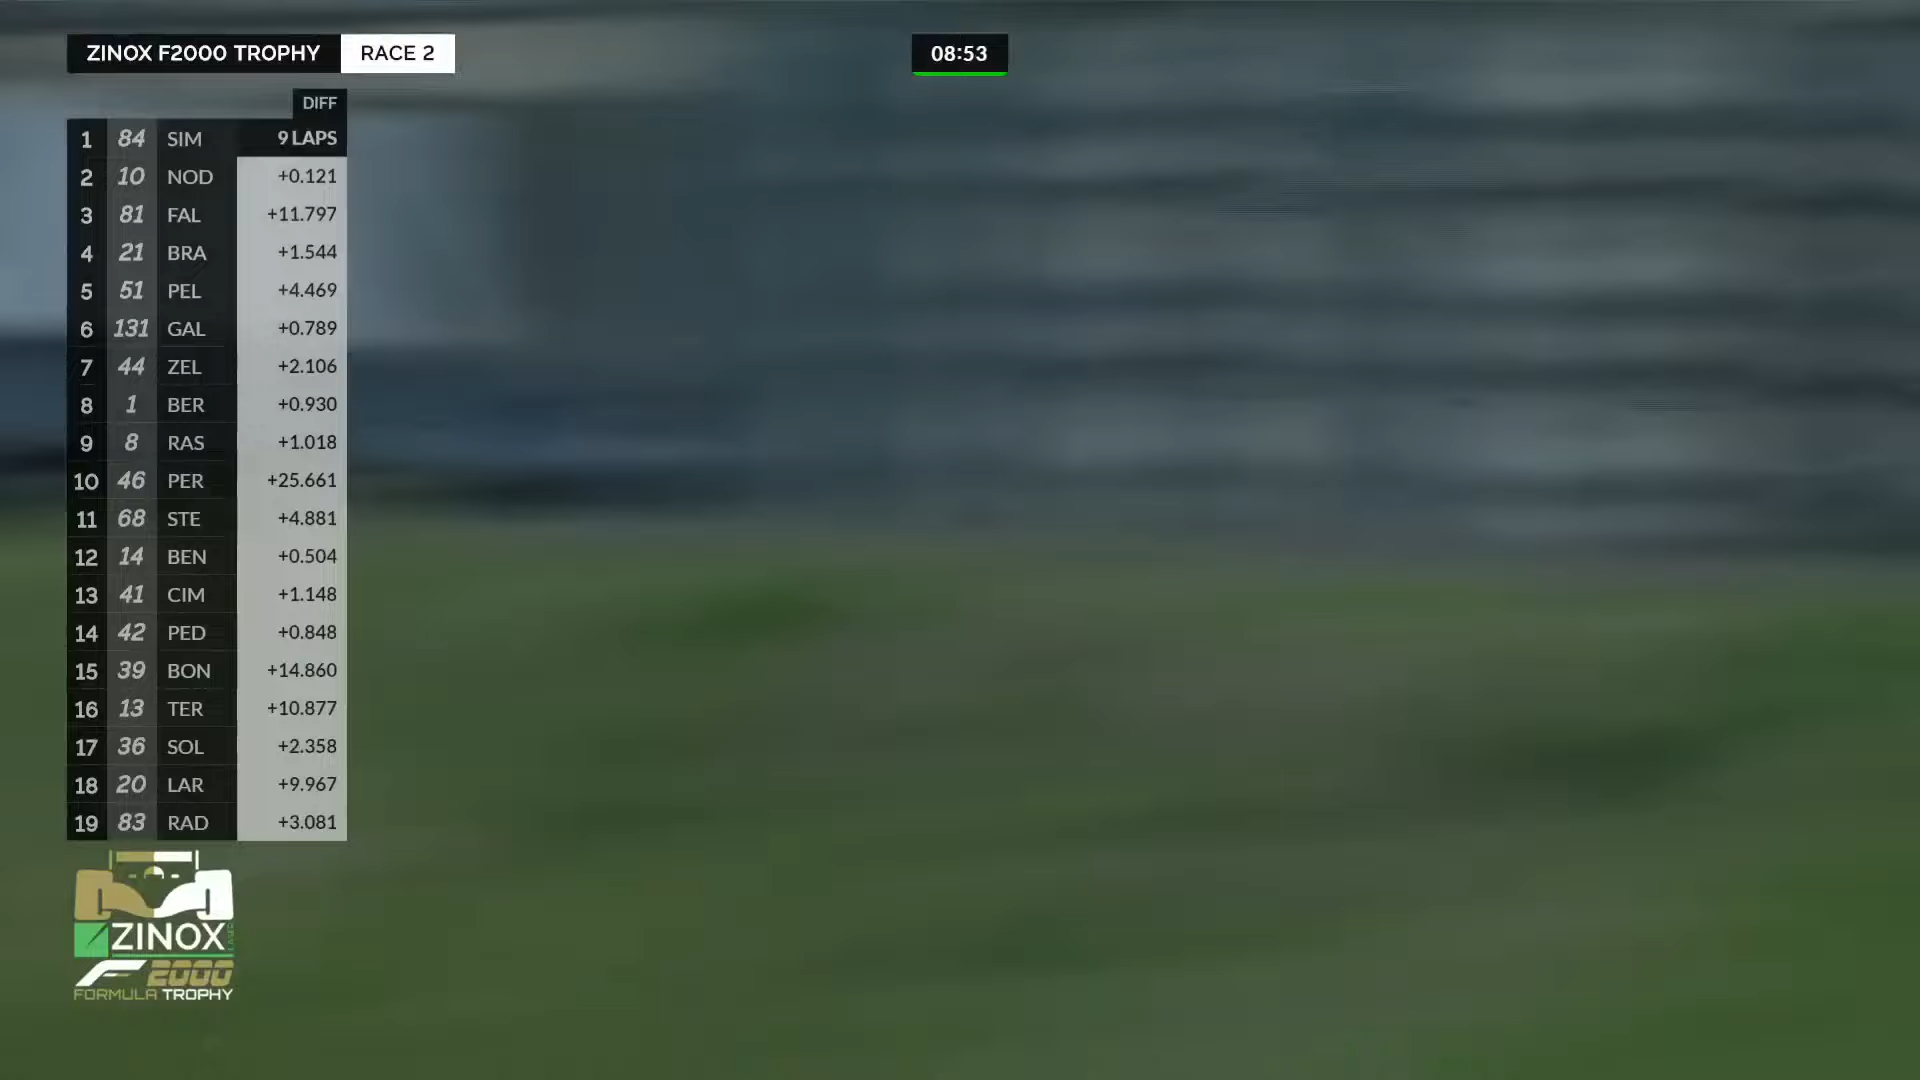 ZINOX F2000 TROPHY RACE 2
08:53
DIFF
1 84 SIM 9 LAPS
2 10 NOD +0.121
3 81 FAL +11.797
4 21 BRA +1.544
5 51 PEL +4.469
6 131 GAL +0.789
7 44 ZEL +2.106
8 1 BER +0.930
9 8 RAS +1.018
10 46 PER +25.661
11 68 STE +4.881
12 14 BEN +0.504
13 41 CIM +1.148
14 42 PED +0.848
15 39 BON +14.860
16 13 TER +10.877
17 36 SOL +2.358
18 20 LAR +9.967
19 83 RAD +3.081
ZINOX
F2000
FORMULA TROPHY